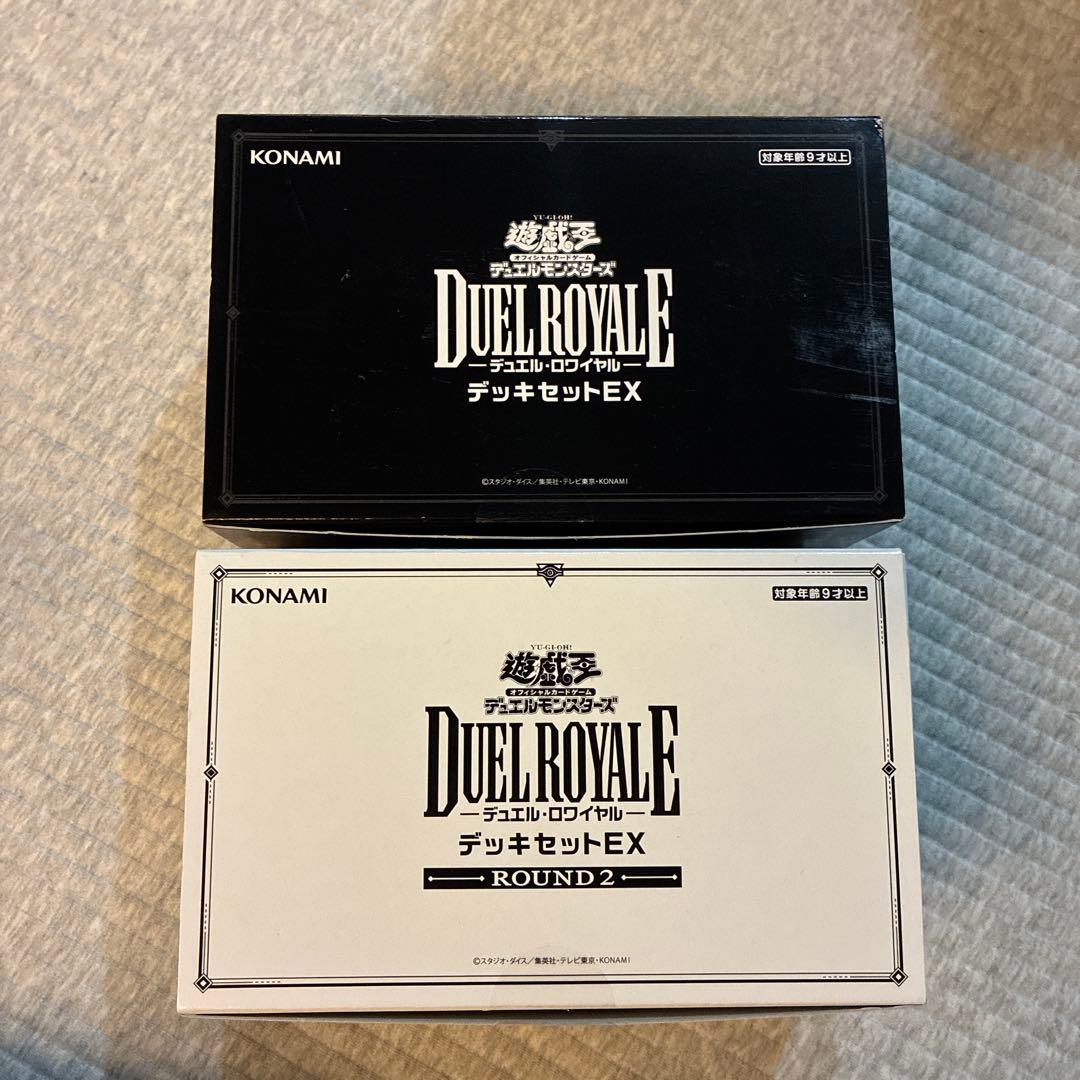 KONAMI
対象年齢9才以上
YU-GI-OH!
遊戯王
オフィシャルカードゲーム
デュエルモンスターズ
DUEL ROYALE
デュエル・ロワイヤル
デッキセットEX
©スタジオ・ダイス/集英社・テレビ東京・KONAMI
KONAMI
対象年齢9才以上
YU-GI-OH!
遊戯王
オフィシャルカードゲーム
デュエルモンスターズ
DUEL ROYALE
デュエル・ロワイヤル
デッキセットEX
ROUND 2
©スタジオ・ダイス/集英社・テレビ東京・KONAMI